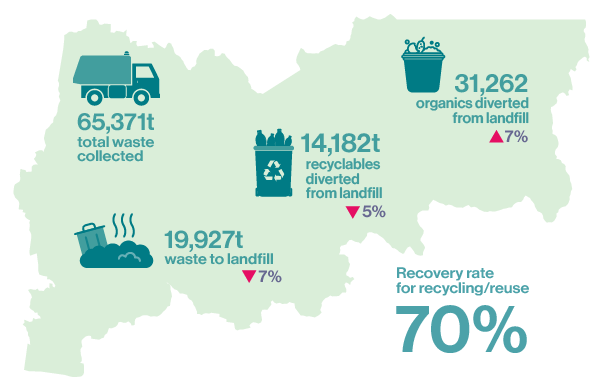 65,371t
total waste
collected
31,262
organics diverted
from landfill
▲7%
14,182t
recyclables
diverted
from landfill
▼5%
19,927t
waste to landfill
▼7%
Recovery rate
for recycling/reuse
70%